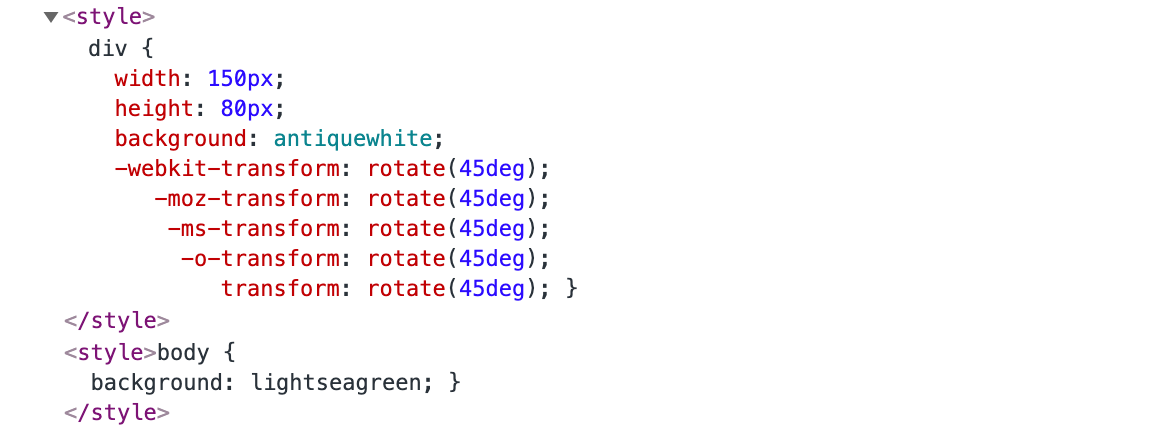 <style>
div {
width: 150px;
height: 80px;
background: antiquewhite;
-webkit-transform: rotate(45deg);
-moz-transform: rotate(45deg);
-ms-transform: rotate(45deg);
-o-transform: rotate(45deg);
transform: rotate(45deg); }
</style>
<style>body {
background: lightseagreen; }
</style>